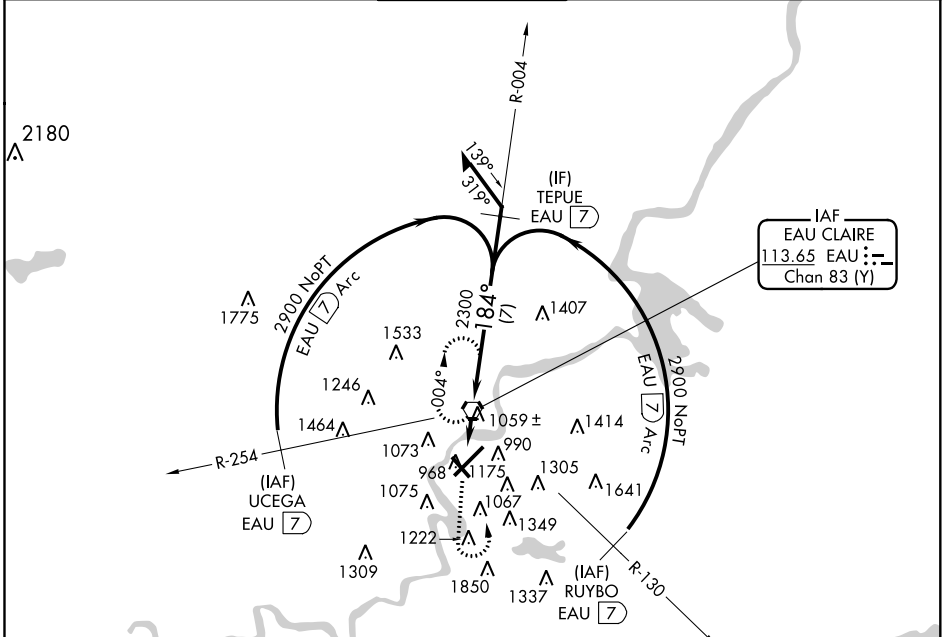 R-004
2180
139°
319°
(IF)
TEPUE
EAU 7
IAF
EAU CLAIRE
113.65 EAU
Chan 83 (Y)
2900 NoPT
EAU 7 Arc
1775
2300
184°
(7)
1407
1533
2900 NoPT
EAU 7 Arc
1246
004°
1464
1059 ±
1414
R-254
1073
990
968
1175
1305
1641
(IAF)
UCEGA
EAU 7
1075
1067
1349
1222
1309
1850
1337
(IAF)
RUYBO
EAU 7
R-130